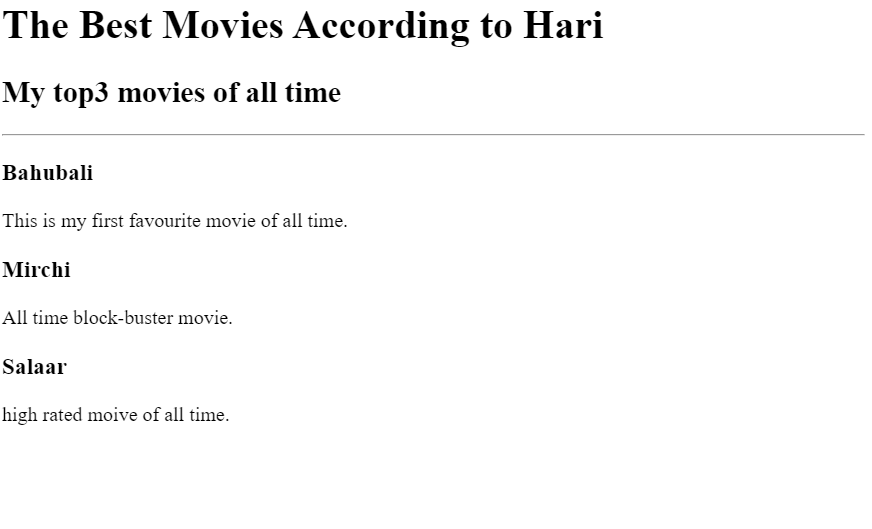 The Best Movies According to Hari
My top3 movies of all time
Bahubali
This is my first favourite movie of all time.
Mirchi
All time block-buster movie.
Salaar
high rated moive of all time.